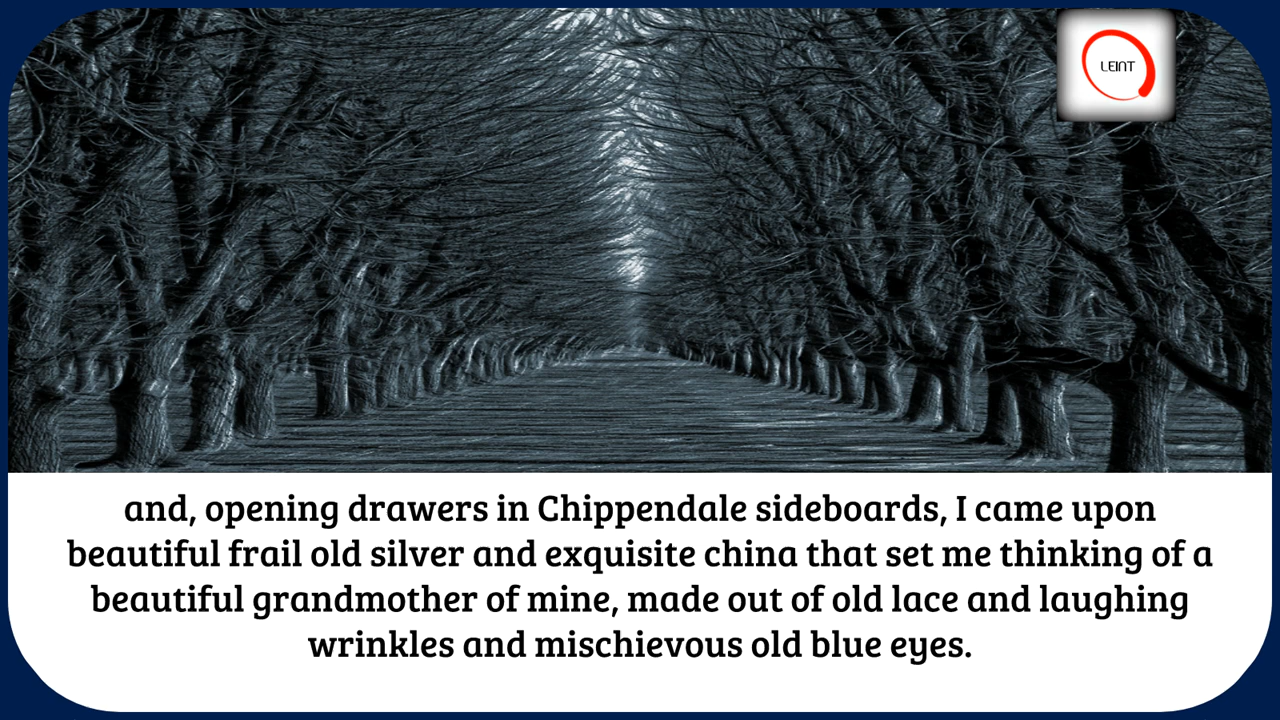 LEINT
and, opening drawers in Chippendale sideboards, I came upon
beautiful frail old silver and exquisite china that set me thinking of a
beautiful grandmother of mine, made out of old lace and laughing
wrinkles and mischievous old blue eyes.